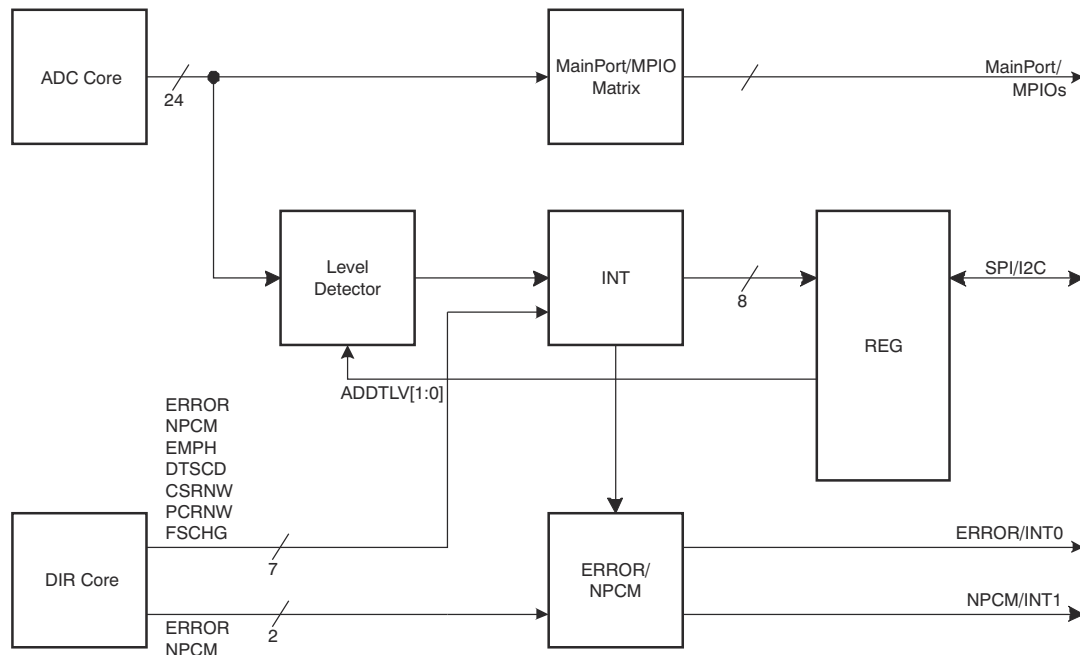 ADC Core
24
MainPort/MPIO
Matrix
MainPort/
MPIOs
Level
Detector
INT
8
REG
SPI/I2C
ADDTLV[1:0]
ERROR
NPCM
EMPH
DTSCD
CSRNW
PCRNW
FSCHG
7
DIR Core
ERROR
NPCM
2
ERROR/
NPCM
ERROR/INT0
NPCM/INT1